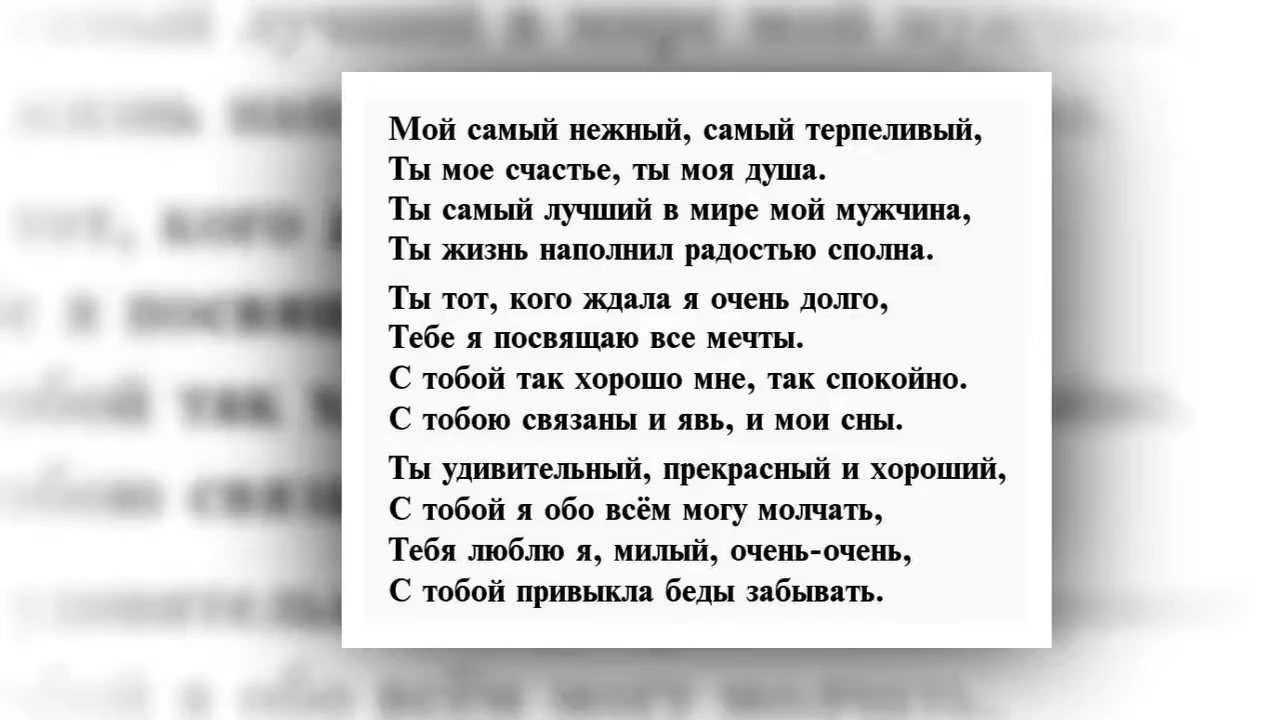 Мой самый нежный, самый терпеливый,
Ты мое счастье, ты моя душа.
Ты самый лучший в мире мой мужчина,
Ты жизнь наполнил радостью сполна.
Ты тот, кого ждала я очень долго,
Тебе я посвящаю все мечты.
С тобой так хорошо мне, так спокойно.
С тобою связаны и явь, и мои сны.
Ты удивительный, прекрасный и хороший,
С тобой я обо всём могу молчать,
Тебя люблю я, милый, очень-очень,
С тобой привыкла беды забывать.